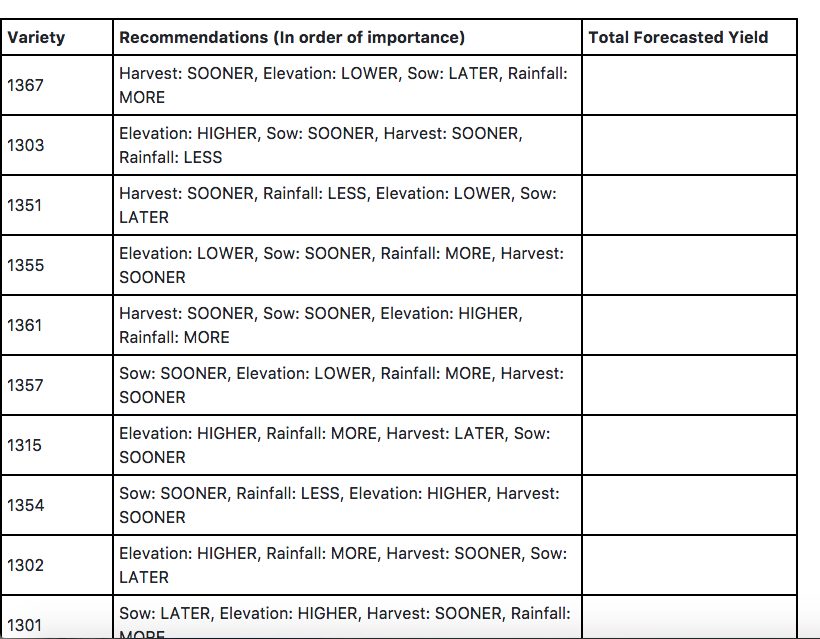 Variety Recommendations (In order of importance) Total Forecasted Yield
1367
Harvest: SOONER, Elevation: LOWER, Sow: LATER, Rainfall:
MORE
1303
Elevation: HIGHER, Sow: SOONER, Harvest: SOONER,
Rainfall: LESS
1351
Harvest: SOONER, Rainfall: LESS, Elevation: LOWER, Sow:
LATER
1355
Elevation: LOWER, Sow: SOONER, Rainfall: MORE, Harvest:
SOONER
1361
Harvest: SOONER, Sow: SOONER, Elevation: HIGHER,
Rainfall: MORE
1357
Sow: SOONER, Elevation: LOWER, Rainfall: MORE, Harvest:
SOONER
1315
Elevation: HIGHER, Rainfall: MORE, Harvest: LATER, Sow:
SOONER
1354
Sow: SOONER, Rainfall: LESS, Elevation: HIGHER, Harvest:
SOONER
1302
Elevation: HIGHER, Rainfall: MORE, Harvest: SOONER, Sow:
LATER
1301
Sow: LATER, Elevation: HIGHER, Harvest: SOONER, Rainfall:
MORE